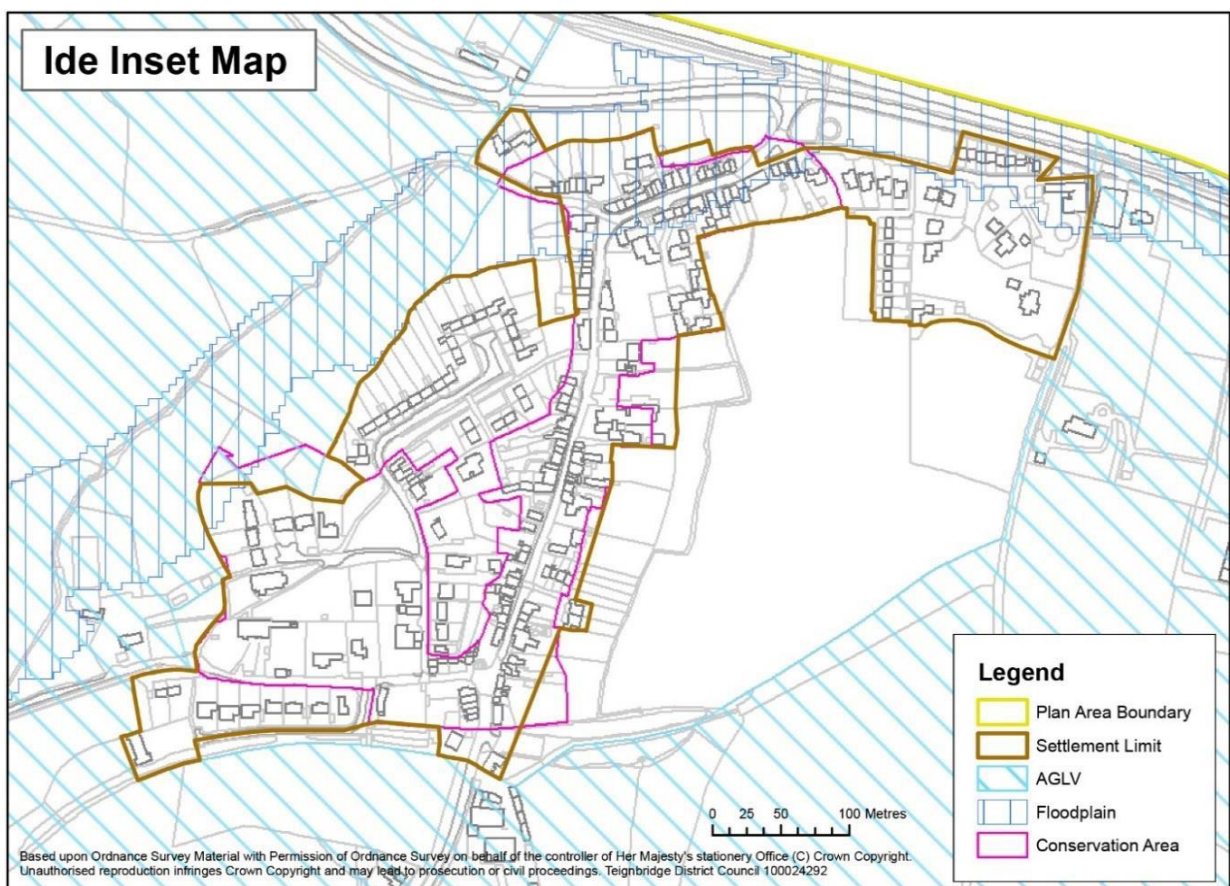 Ide Inset Map
Legend
Plan Area Boundary
Settlement Limit
AGLV
Floodplain
Conservation Area
0 25 50 100 Metres
Based upon Ordnance Survey Material with Permission of Ordnance Survey on behalf of the controller of Her Majesty's stationery Office (C) Crown Copyright.
Unauthorised reproduction infringes Crown Copyright and may lead to prosecution or civil proceedings. Teignbridge District Council 100024292